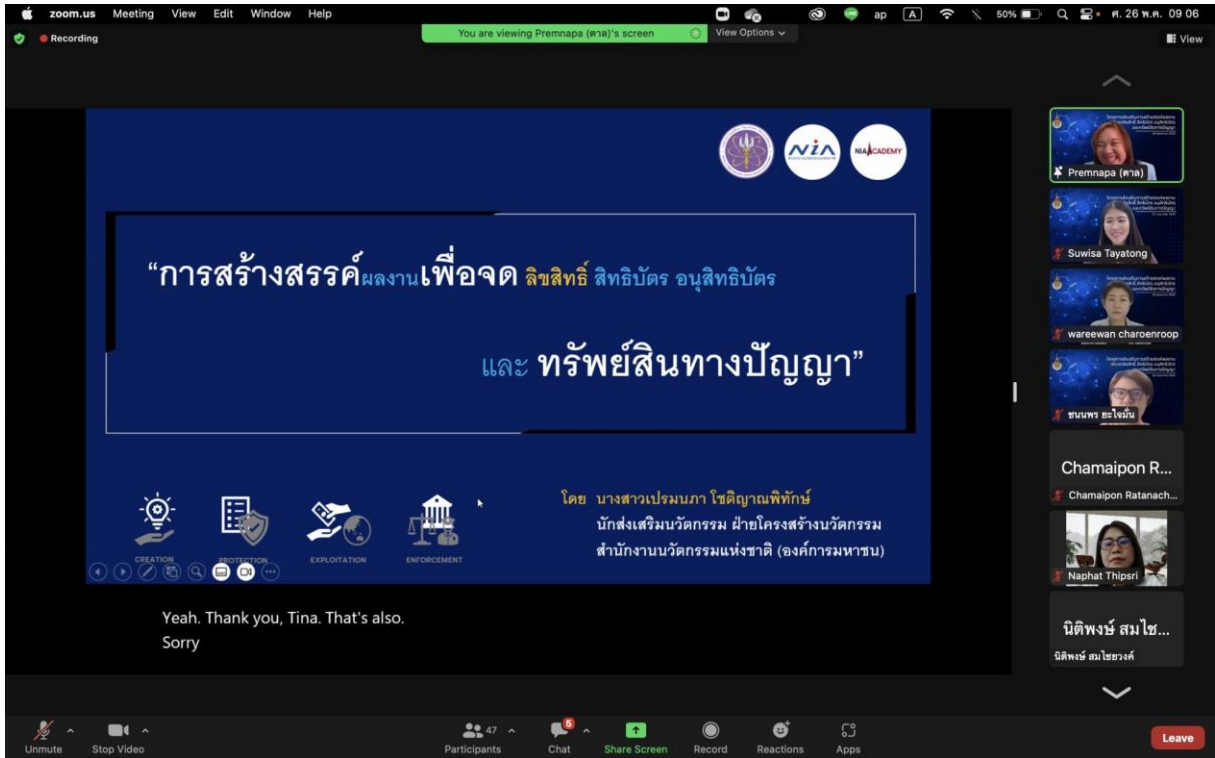 zoom.us Meeting View Edit Window Help
ap A 50% ศ. 26 พ.ค. 09 06
Recording
You are viewing Premnapa (ตาล)'s screen View Options
View
NIA
NIA ACADEMY
“การสร้างสรรค์ผลงานเพื่อจด ลิขสิทธิ์ สิทธิบัตร อนุสิทธิบัตร
และ ทรัพย์สินทางปัญญา”
โดย นางสาวเปรมนภา โชติญาณพิทักษ์
นักส่งเสริมนวัตกรรม ฝ่ายโครงสร้างนวัตกรรม
สำนักงานนวัตกรรมแห่งชาติ (องค์การมหาชน)
CREATION PROTECTION EXPLOITATION ENFORCEMENT
Yeah. Thank you, Tina. That's also.
Sorry
Premnapa (ตาล)
Suwisa Tayatong
wareewan charoenroop
ชนนพร ยะใจมั่น
Chamaipon R...
Chamaipon Ratanach...
Naphat Thipsri
นิติพงษ์ สมไช...
นิติพงษ์ สมไชยวงค์
Unmute Stop Video 47 Participants 5 Chat Share Screen Record Reactions Apps Leave